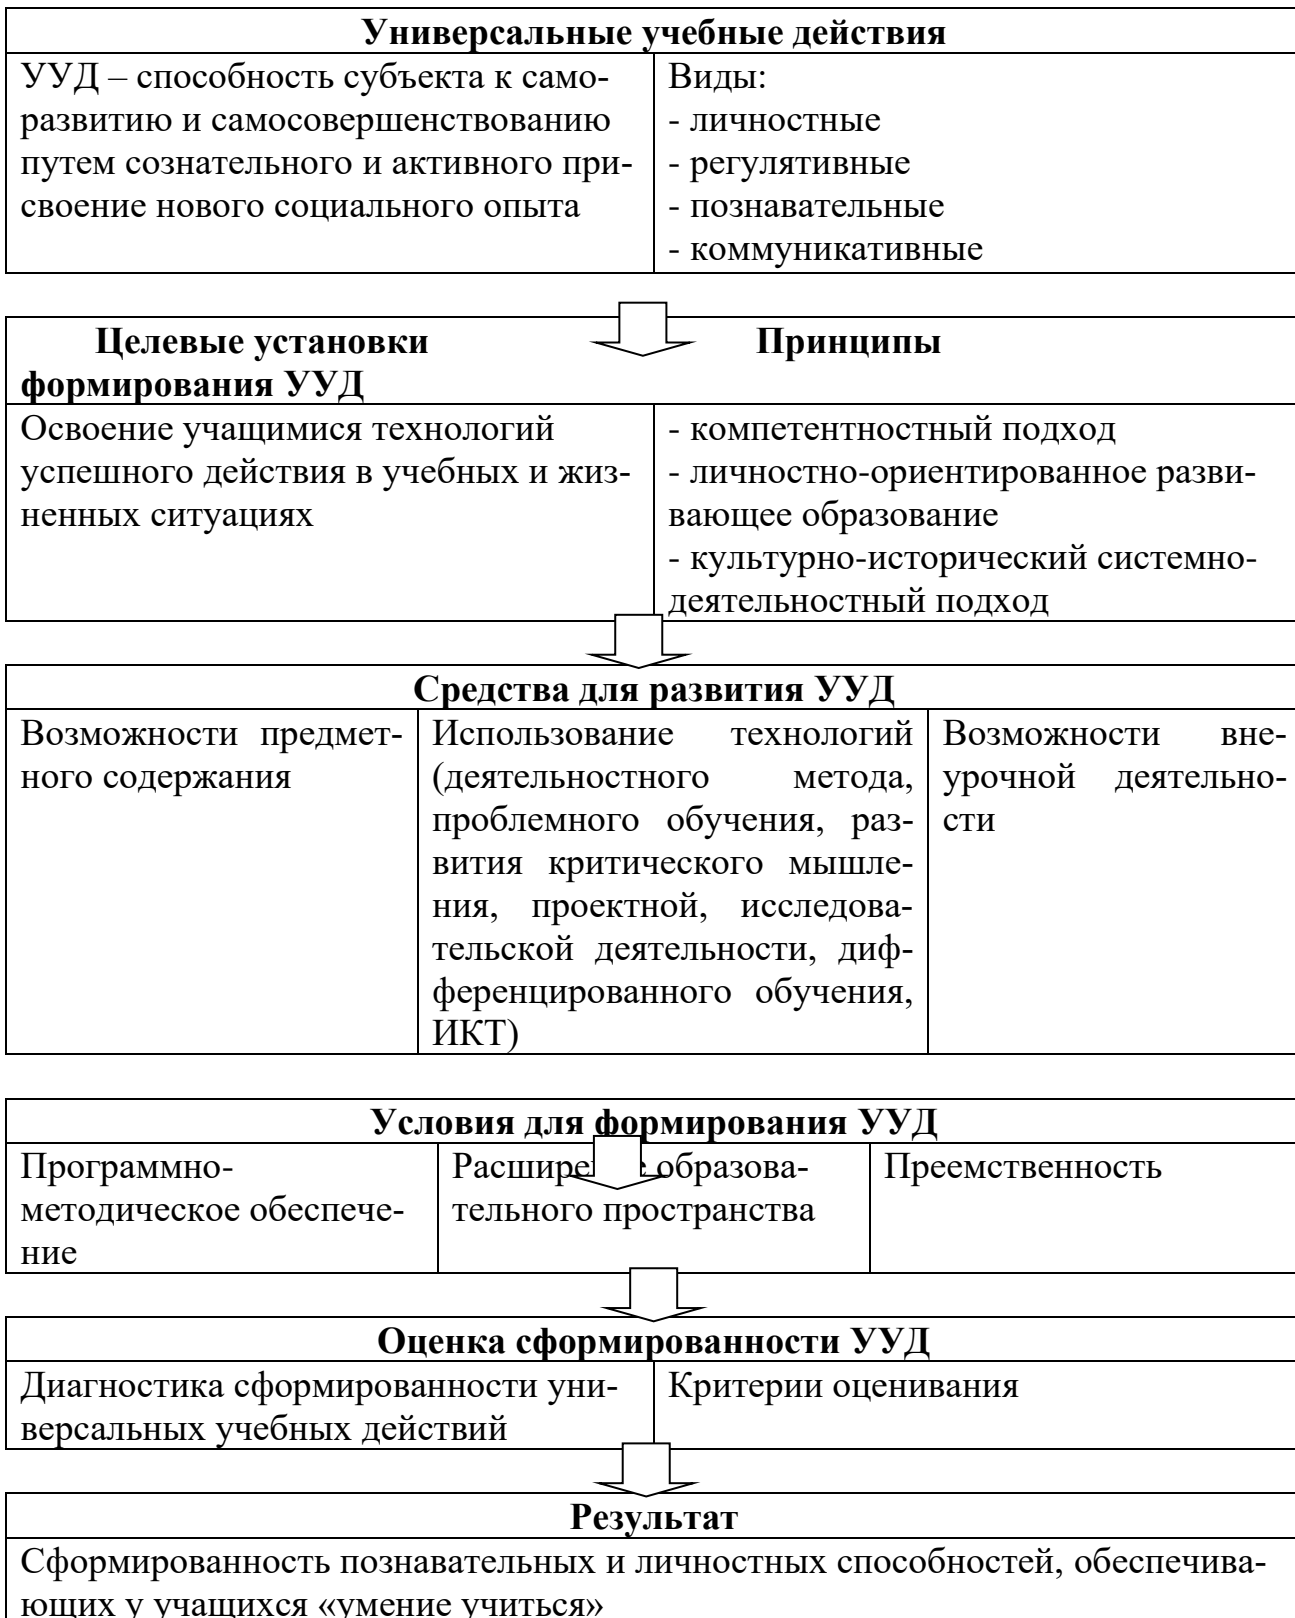 Универсальные учебные действия
УУД – способность субъекта к само-
развитию и самосовершенствованию
путем сознательного и активного при-
своение нового социального опыта
Виды:
- личностные
- регулятивные
- познавательные
- коммуникативные
Целевые установки
формирования УУД
Принципы
Освоение учащимися технологий
успешного действия в учебных и жиз-
ненных ситуациях
- компетентностный подход
- личностно-ориентированное разви-
вающее образование
- культурно-исторический системно-
деятельностный подход
Средства для развития УУД
Возможности предмет-
ного содержания
Использование технологий
(деятельностного метода,
проблемного обучения, раз-
вития критического мышле-
ния, проектной, исследова-
тельской деятельности, диф-
ференцированного обучения,
ИКТ)
Возможности вне-
урочной деятельно-
сти
Условия для формирования УУД
Программно-
методическое обеспече-
ние
образова-
тельного пространства
Преемственность
Оценка сформированности УУД
Диагностика сформированности уни-
версальных учебных действий
Критерии оценивания
Результат
Сформированность познавательных и личностных способностей, обеспечива-
ющих у учащихся «умение учиться»